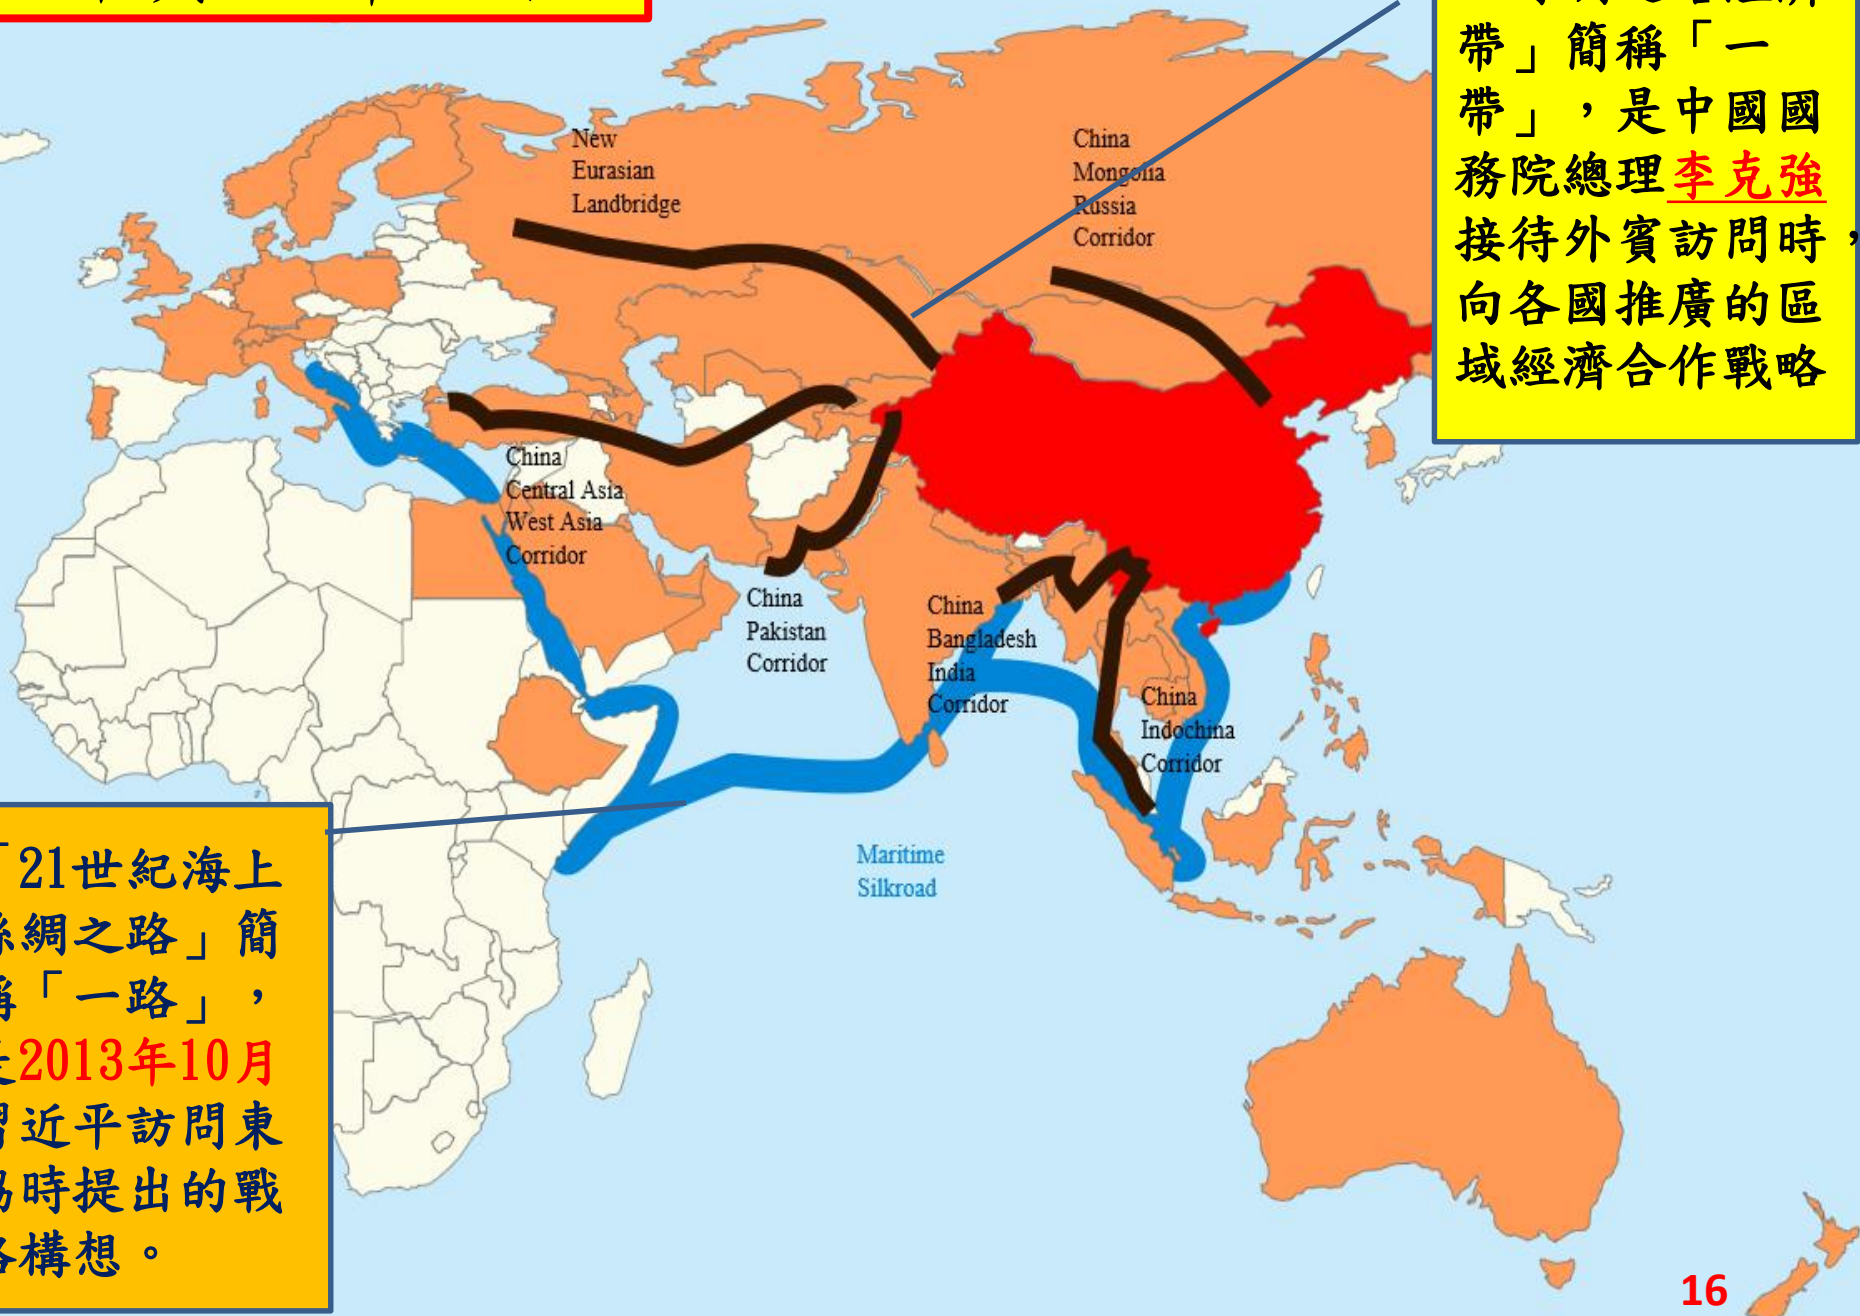 帶」簡稱「一
帶」，是中國國
務院總理李克強
接待外賓訪問時，
向各國推廣的區
域經濟合作戰略
New
Eurasian
Landbridge
China
Mongolia
Russia
Corridor
China
Central Asia
West Asia
Corridor
China
Pakistan
Corridor
China
Bangladesh
India
Corridor
China
Indochina
Corridor
Maritime
Silkroad
「21世紀海上
絲綢之路」簡
稱「一路」，
是2013年10月
習近平訪問東
協時提出的戰
略構想。
16